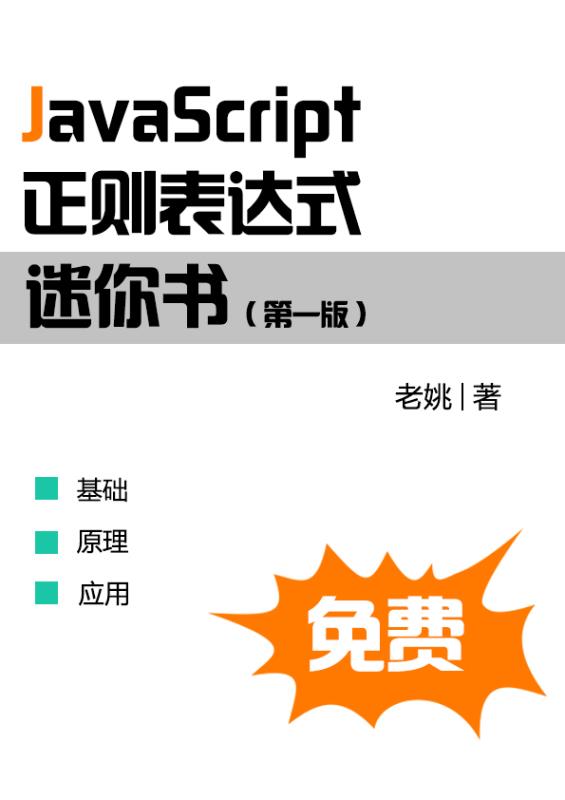 JavaScript
正则表达式
迷你书（第一版）
老姚|著
基础
原理
应用
免费